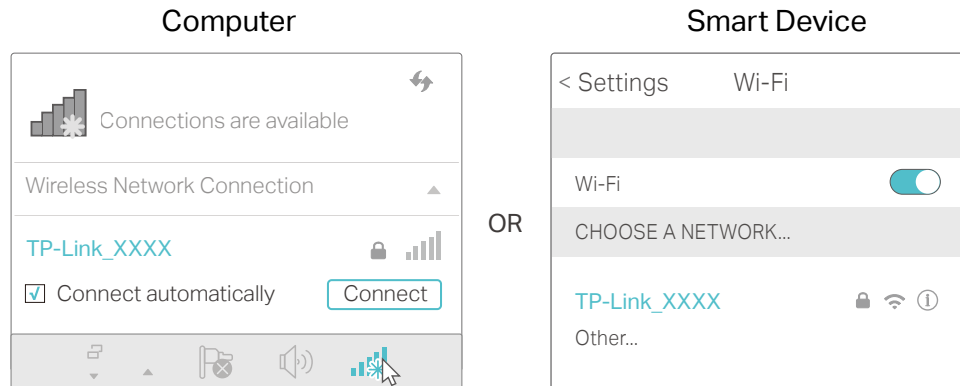 Computer
Connections are available
Wireless Network Connection
TP-Link_XXXX
Connect automatically
Connect
OR
Smart Device
< Settings
Wi-Fi
Wi-Fi
CHOOSE A NETWORK...
TP-Link_XXXX
Other...